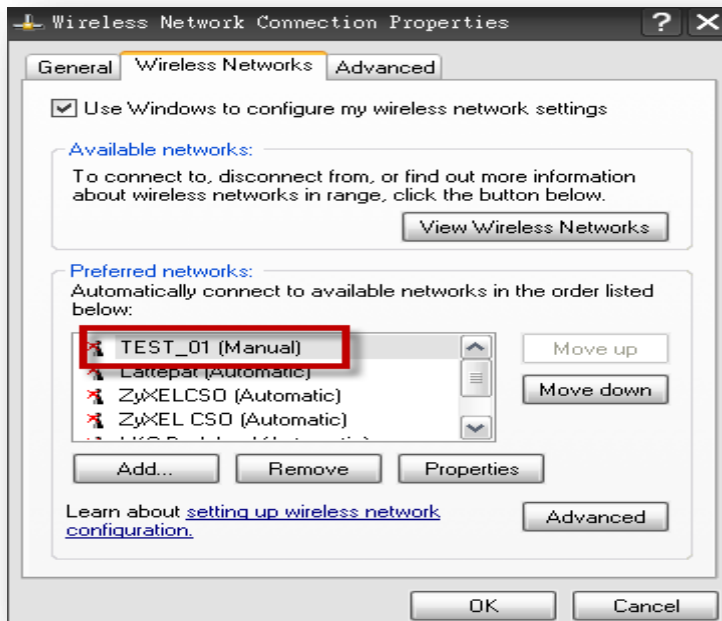 Wireless Network Connection Properties
General Wireless Networks Advanced
Use Windows to configure my wireless network settings
Available networks:
To connect to, disconnect from, or find out more information
about wireless networks in range, click the button below.
View Wireless Networks
Preferred networks:
Automatically connect to available networks in the order listed
below:
TEST_01 (Manual)
Move up
Lattepat (Automatic)
ZyXELCSO (Automatic)
Move down
ZyXEL CSO (Automatic)
Add... Remove Properties
Learn about setting up wireless network
configuration.
Advanced
OK Cancel